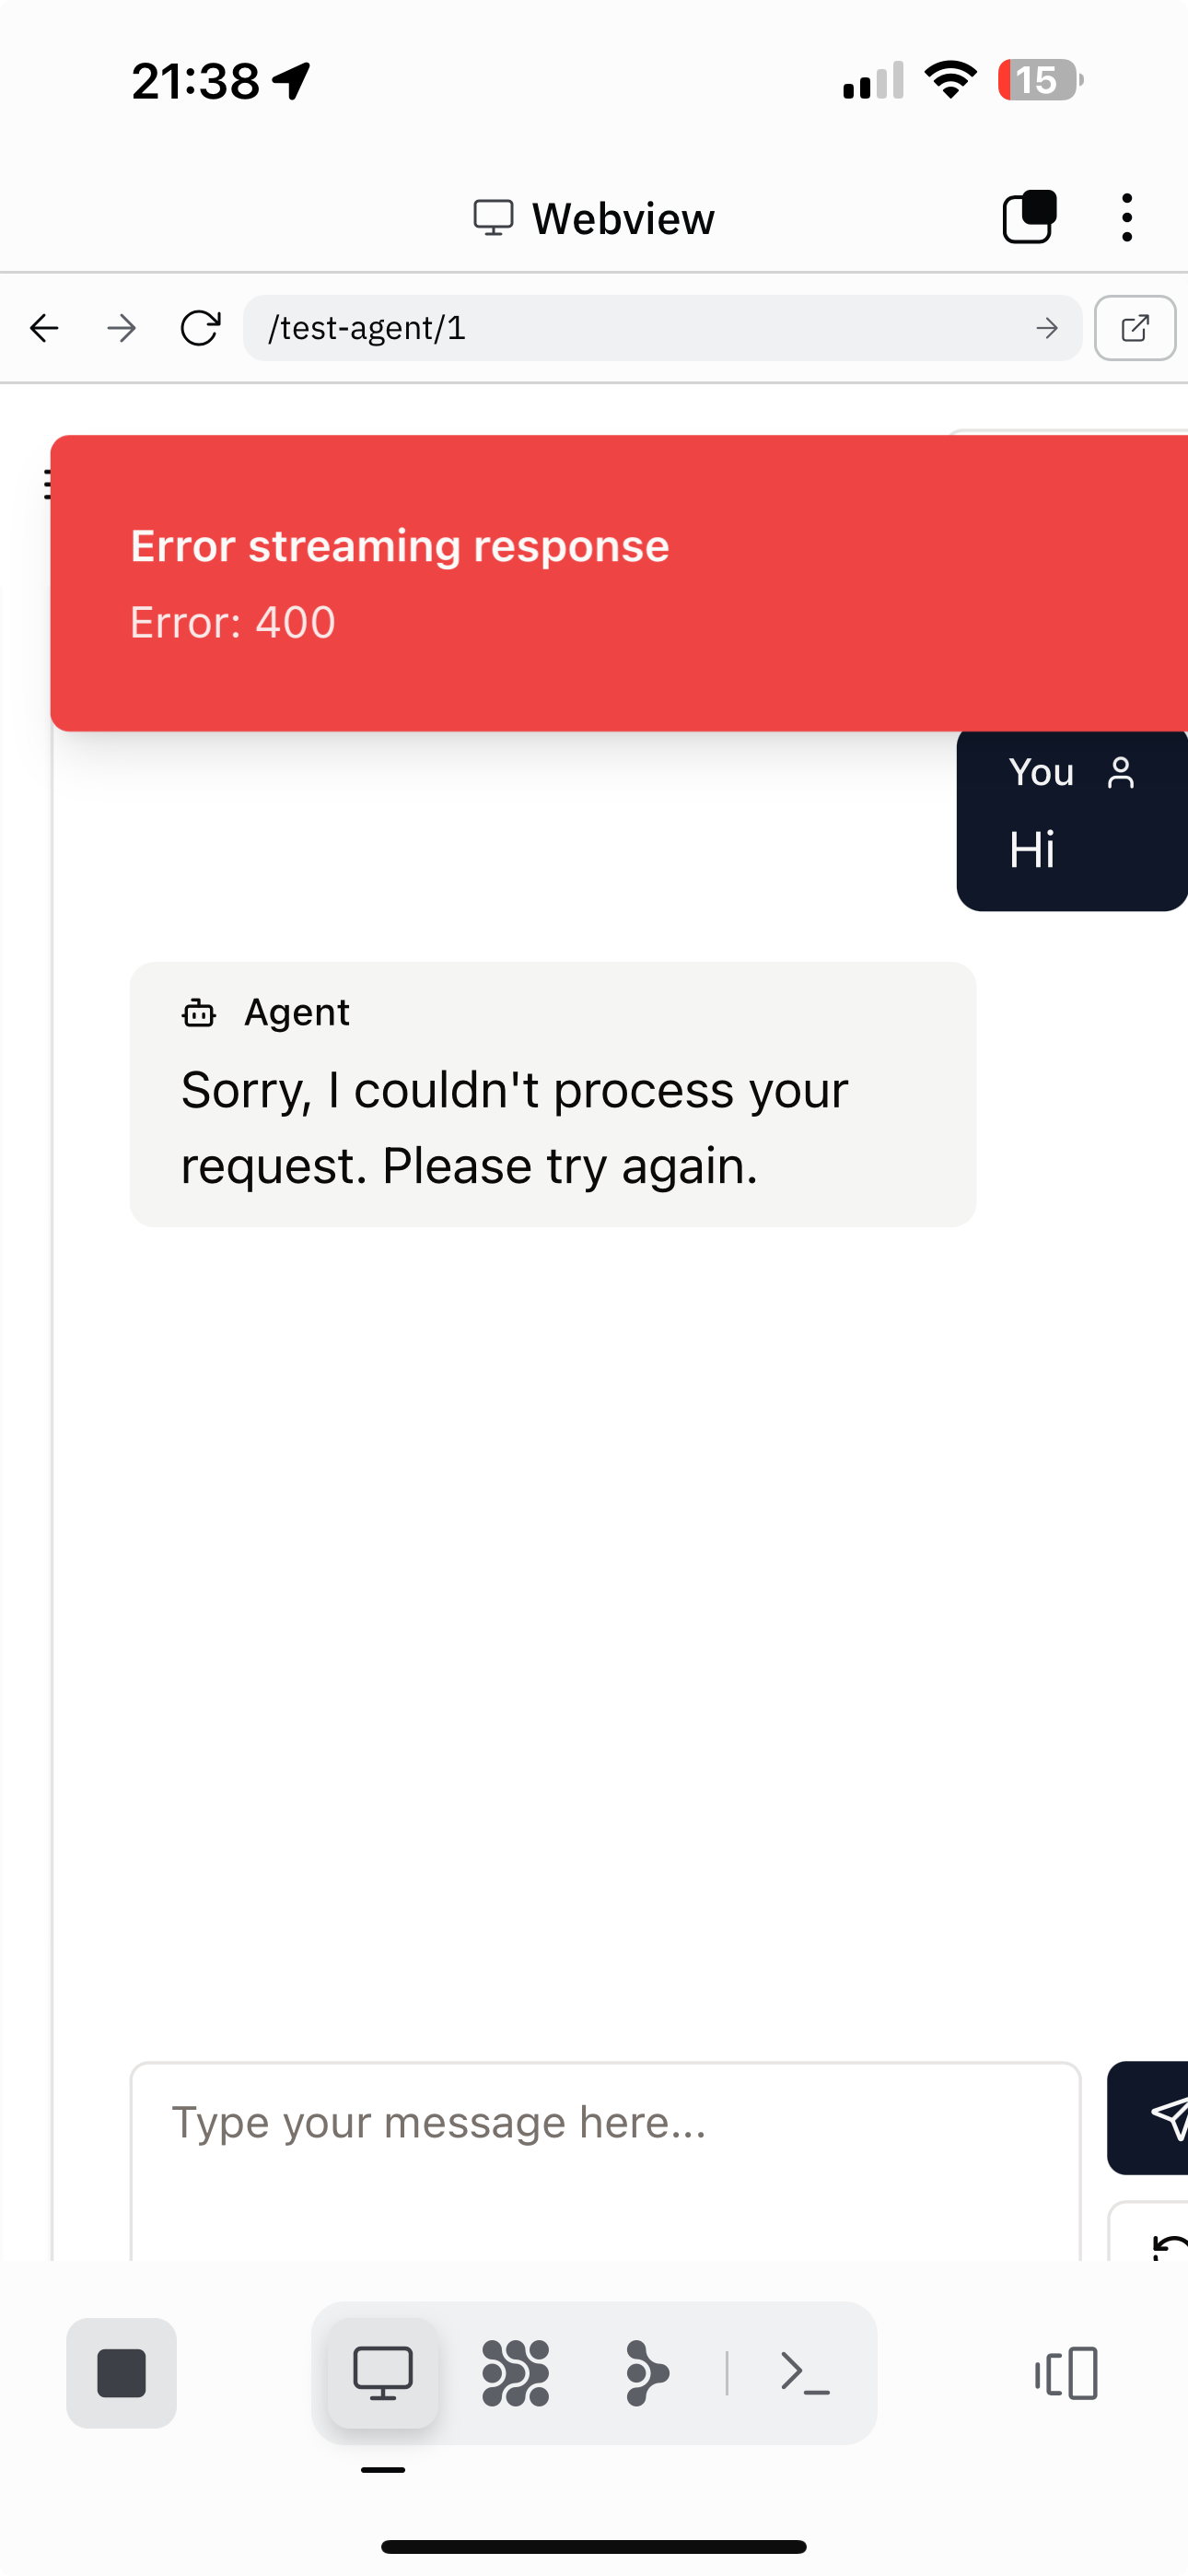 21:38
15
Webview
/test-agent/1
Error streaming response
Error: 400
You
Hi
Agent
Sorry, I couldn't process your
request. Please try again.
Type your message here...